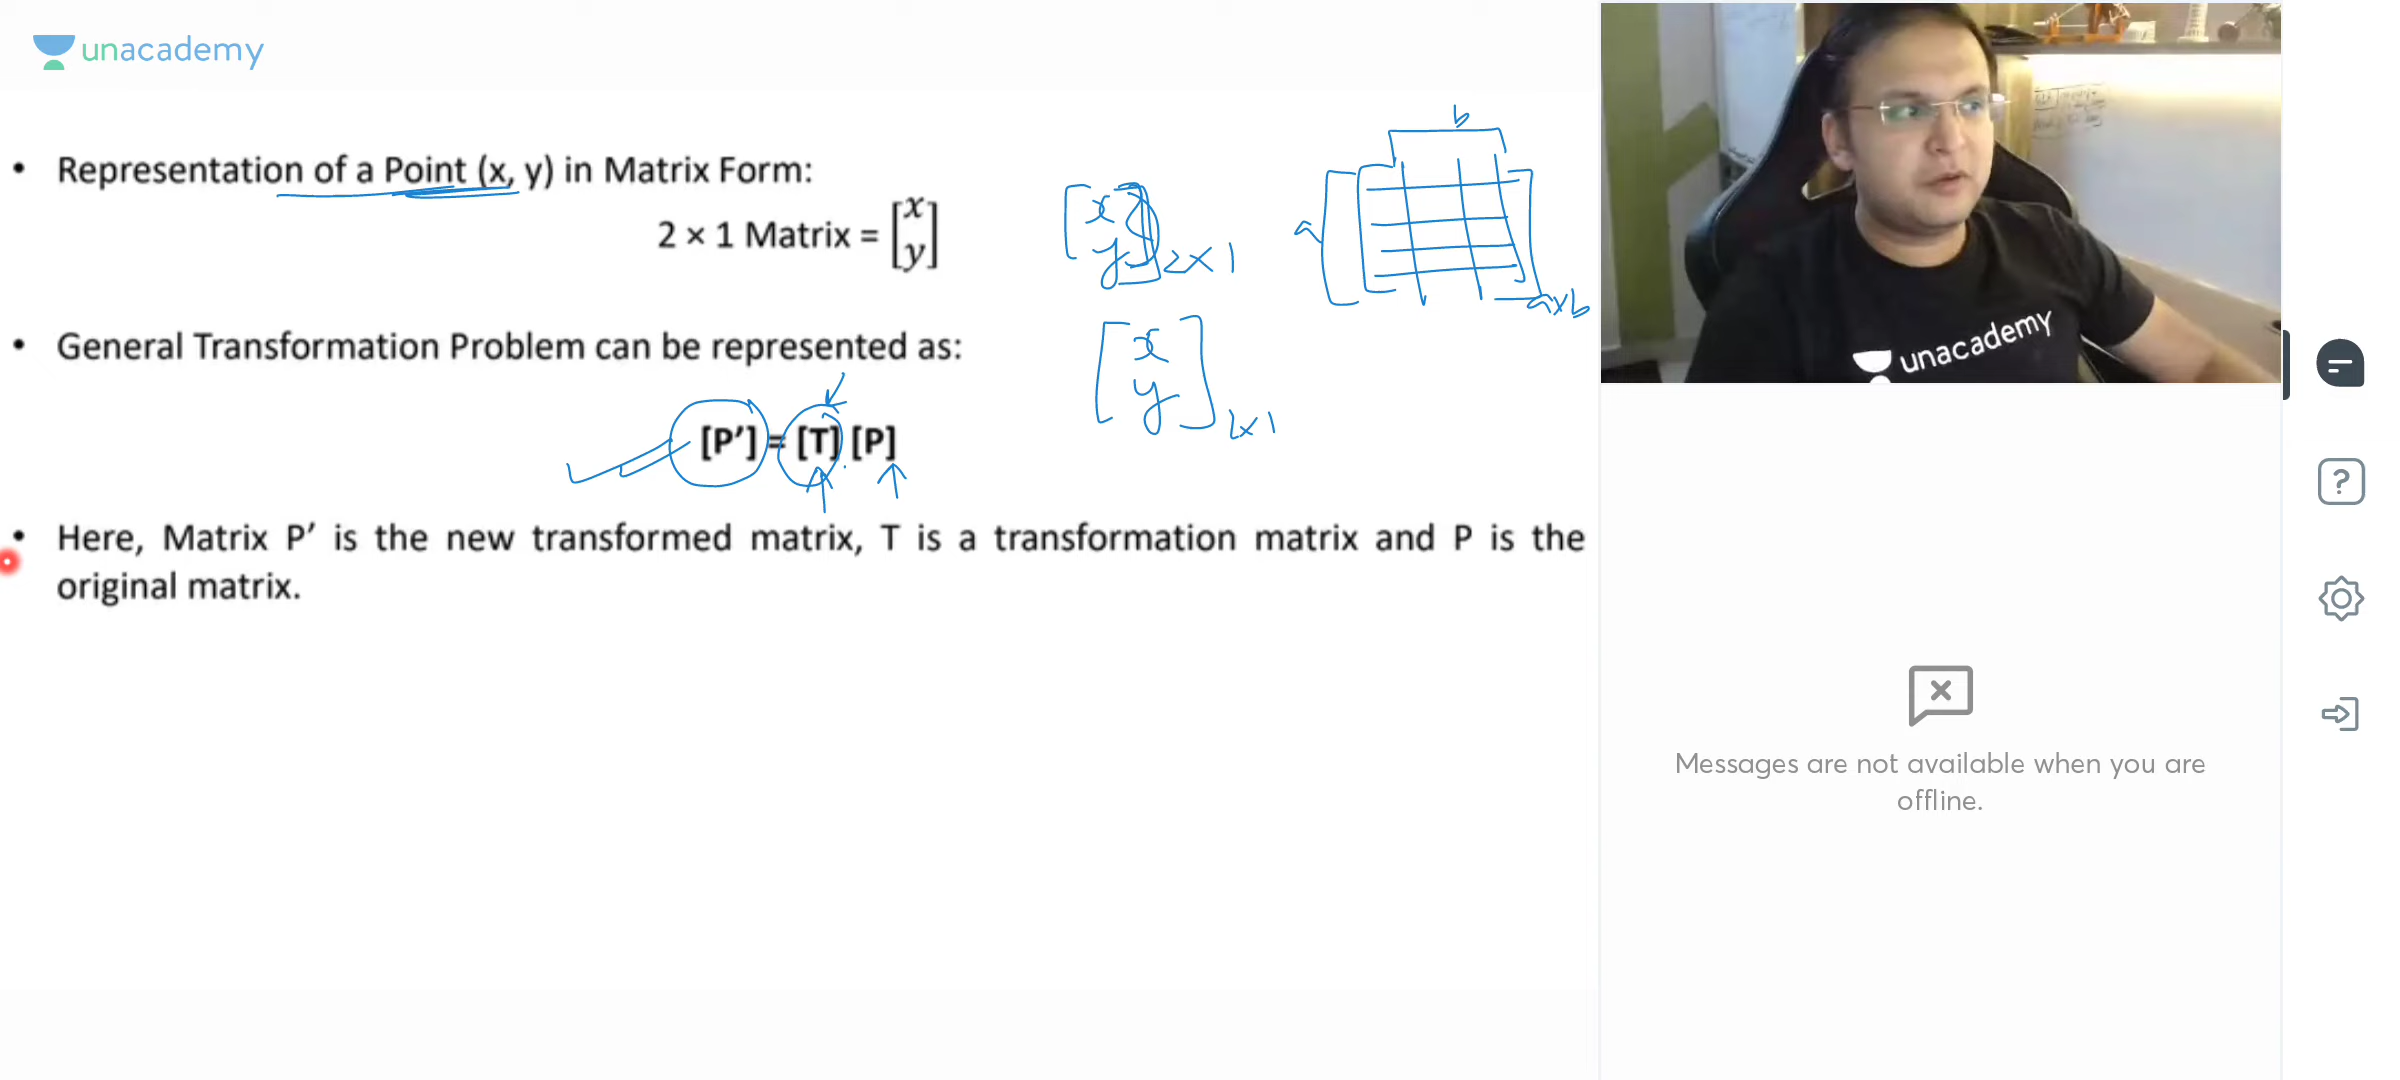 unacademy
• Representation of a Point (x, y) in Matrix Form:
2 × 1 Matrix = [x y]
• General Transformation Problem can be represented as:
[P′] = [T] [P]
• Here, Matrix P′ is the new transformed matrix, T is a transformation matrix and P is the
original matrix.
[x y] 2×1
b
a
a×b
[x y] 2×1
unacademy
?
Messages are not available when you are
offline.